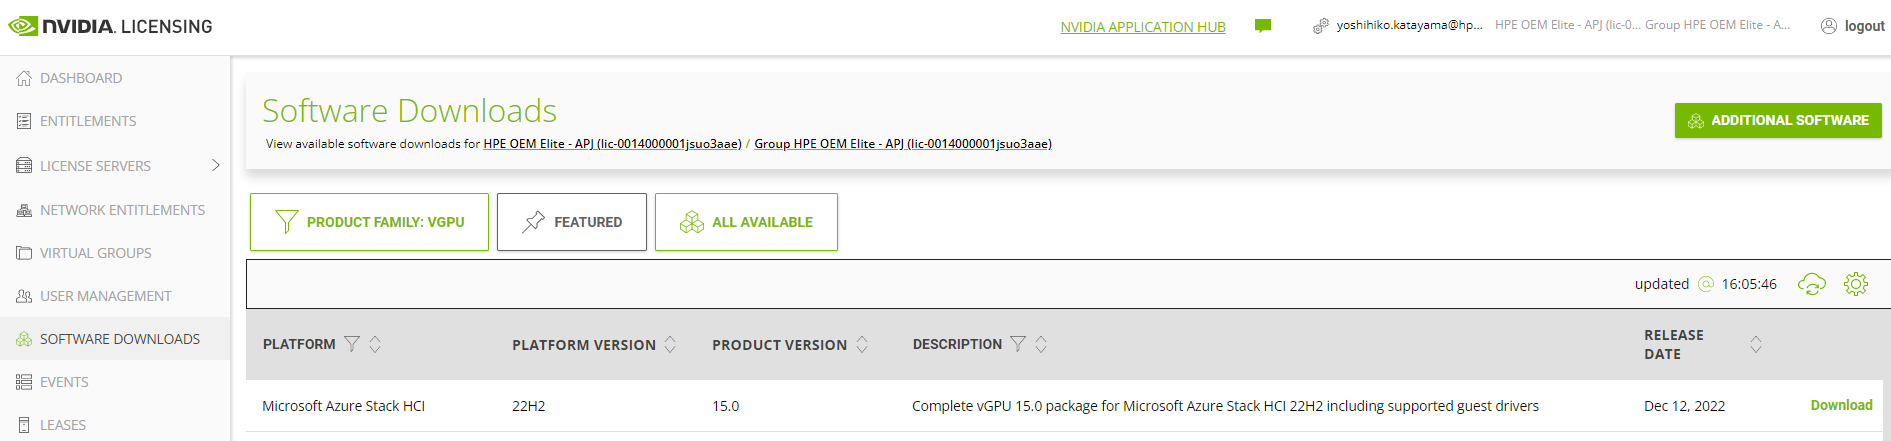 NVIDIA. LICENSING
NVIDIA APPLICATION HUB
yoshihiko.katayama@hp...
HPE OEM Elite - APJ (lic-0... Group HPE OEM Elite - A...
logout
DASHBOARD
ENTITLEMENTS
LICENSE SERVERS
NETWORK ENTITLEMENTS
VIRTUAL GROUPS
USER MANAGEMENT
SOFTWARE DOWNLOADS
EVENTS
LEASES
Software Downloads
View available software downloads for HPE OEM Elite - APJ (lic-0014000001jsuo3aae) / Group HPE OEM Elite - APJ (lic-0014000001jsuo3aae)
ADDITIONAL SOFTWARE
PRODUCT FAMILY: VGPU
FEATURED
ALL AVAILABLE
updated @ 16:05:46
PLATFORM PLATFORM VERSION PRODUCT VERSION DESCRIPTION RELEASE
DATE
Microsoft Azure Stack HCI 22H2 15.0 Complete vGPU 15.0 package for Microsoft Azure Stack HCI 22H2 including supported guest drivers Dec 12, 2022 Download